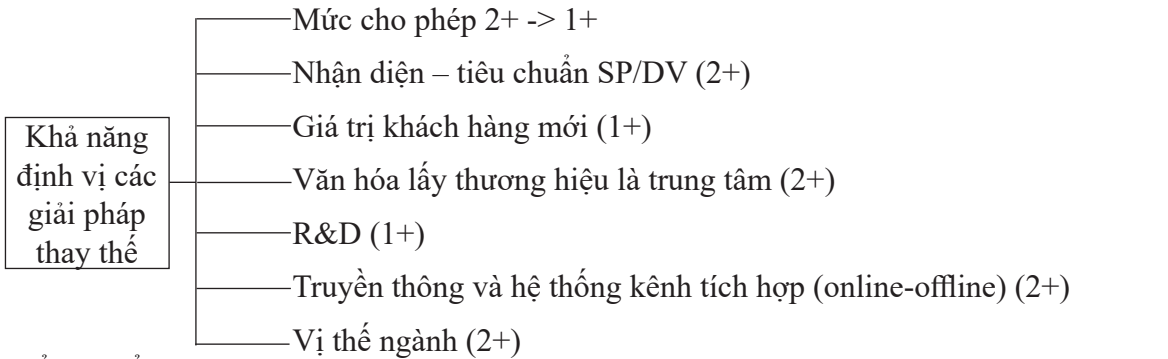 Mức cho phép 2+ -> 1+
Nhận diện – tiêu chuẩn SP/DV (2+)
Giá trị khách hàng mới (1+)
Khả năng
định vị các
giải pháp
thay thế
Văn hóa lấy thương hiệu là trung tâm (2+)
R&D (1+)
Truyền thông và hệ thống kênh tích hợp (online-offline) (2+)
Vị thế ngành (2+)